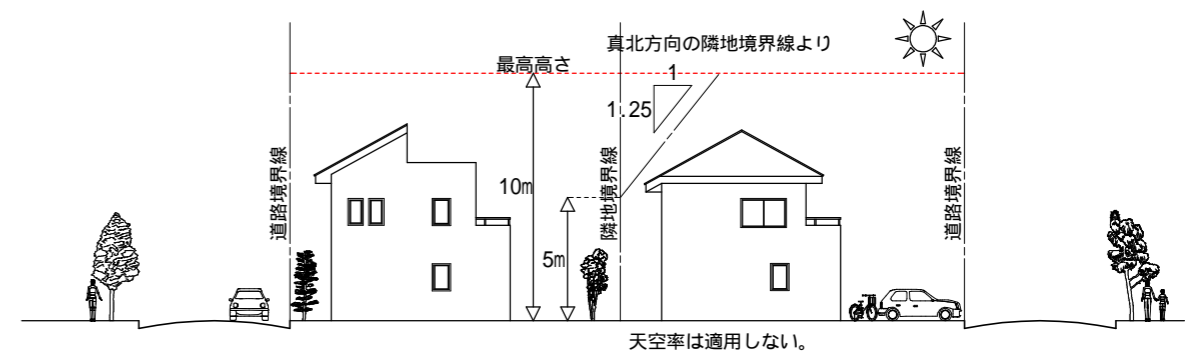 真北方向の隣地境界線より
最高高さ
1
1.25
道路境界線
10m
隣地境界線
道路境界線
5m
天空率は適用しない。